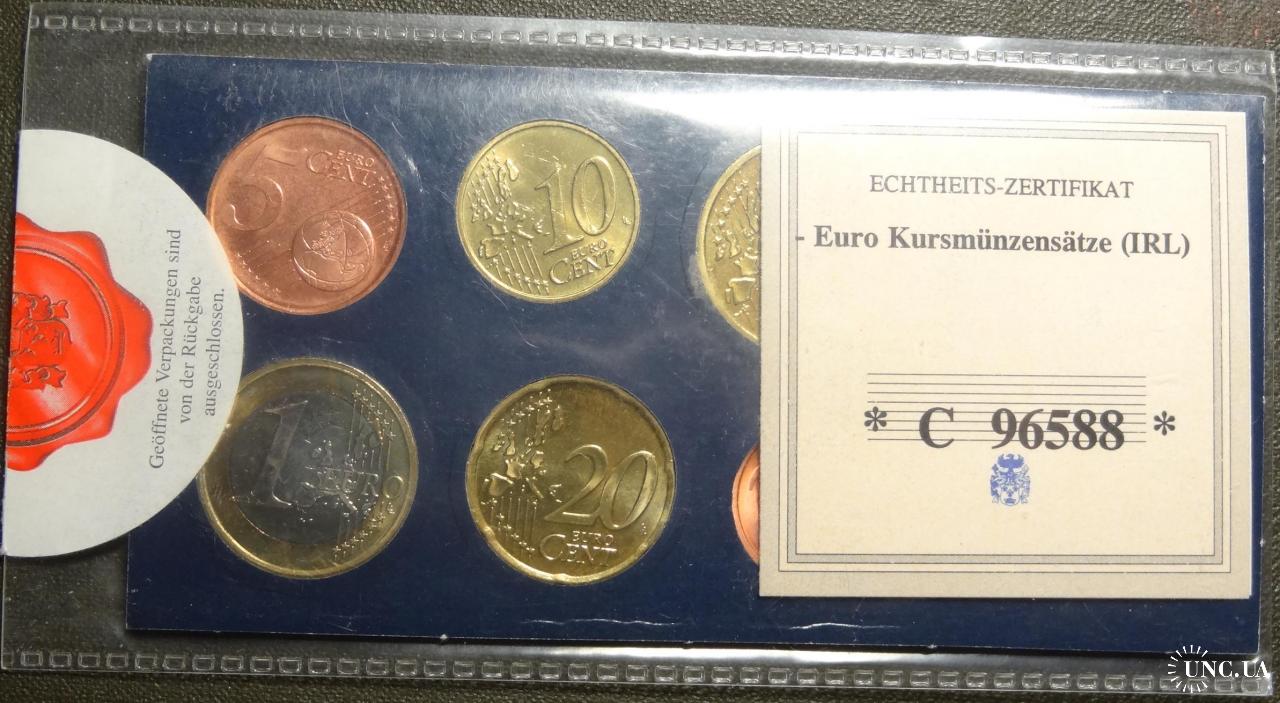 Geöffnete Verpackungen sind
von der Rückgabe
ausgeschlossen.
5 EURO
CENT
10 EURO
CENT
1 EURO
20 EURO
CENT
ECHTHEITS-ZERTIFIKAT
- Euro Kursmünzensätze (IRL)
* C 96588 *
UNC.UA